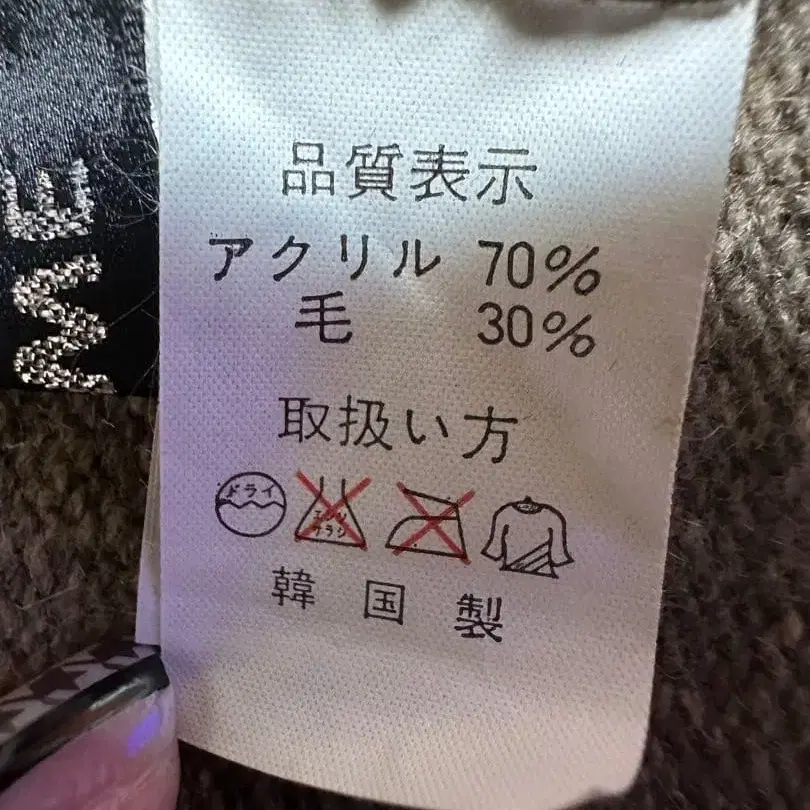 品質表示
アクリル 70%
毛 30%
取扱い方
ドライ
エンソ
サラシ
韓国製